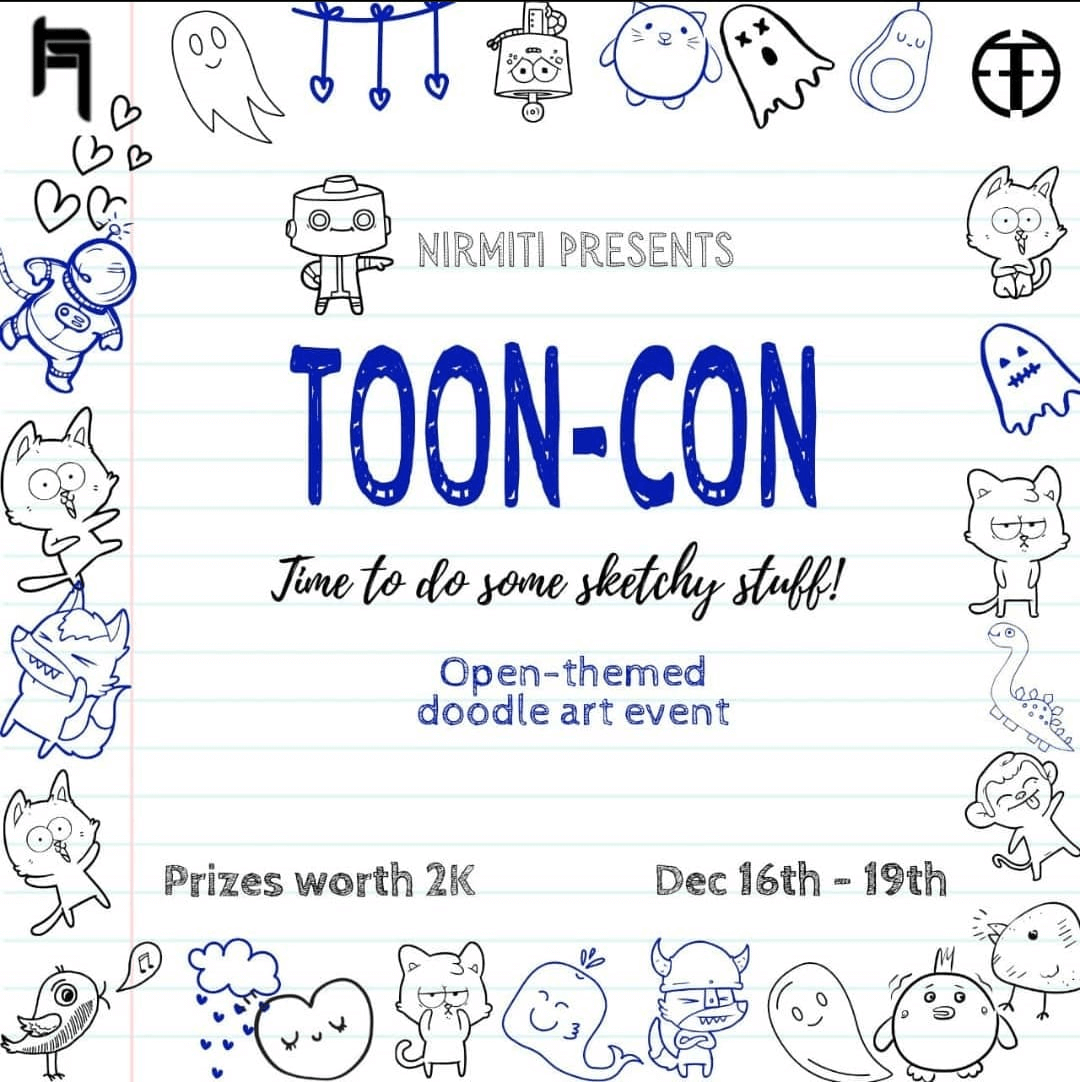 NIRMITI PRESENTS
TOON-CON
Time to do some sketchy stuff!
Open-themed
doodle art event
Prizes worth 2K
Dec 16th - 19th